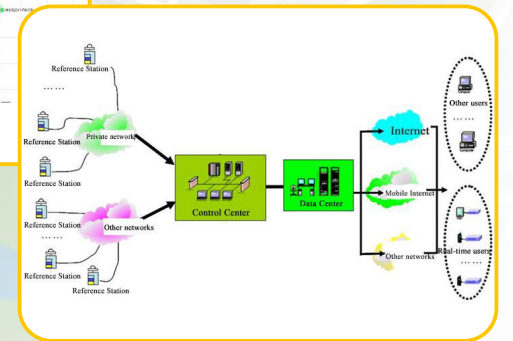 Reference Station
... ...
Reference Station
Private network
Reference Station
Reference Station
... ...
Other networks
Reference Station
Reference Station
Control Center
Data Center
Internet
Mobile Internet
Other networks
Other users
... ...
Real-time users
... ...